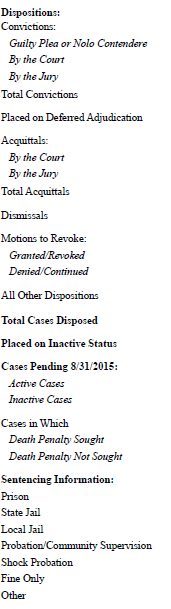 Dispositions:
Convictions:
Guilty Plea or Nolo Contendere
By the Court
By the Jury
Total Convictions
Placed on Deferred Adjudication
Acquittals:
By the Court
By the Jury
Total Acquittals
Dismissals
Motions to Revoke:
Granted/Revoked
Denied/Continued
All Other Dispositions
Total Cases Disposed
Placed on Inactive Status
Cases Pending 8/31/2015:
Active Cases
Inactive Cases
Cases in Which
Death Penalty Sought
Death Penalty Not Sought
Sentencing Information:
Prison
State Jail
Local Jail
Probation/Community Supervision
Shock Probation
Fine Only
Other